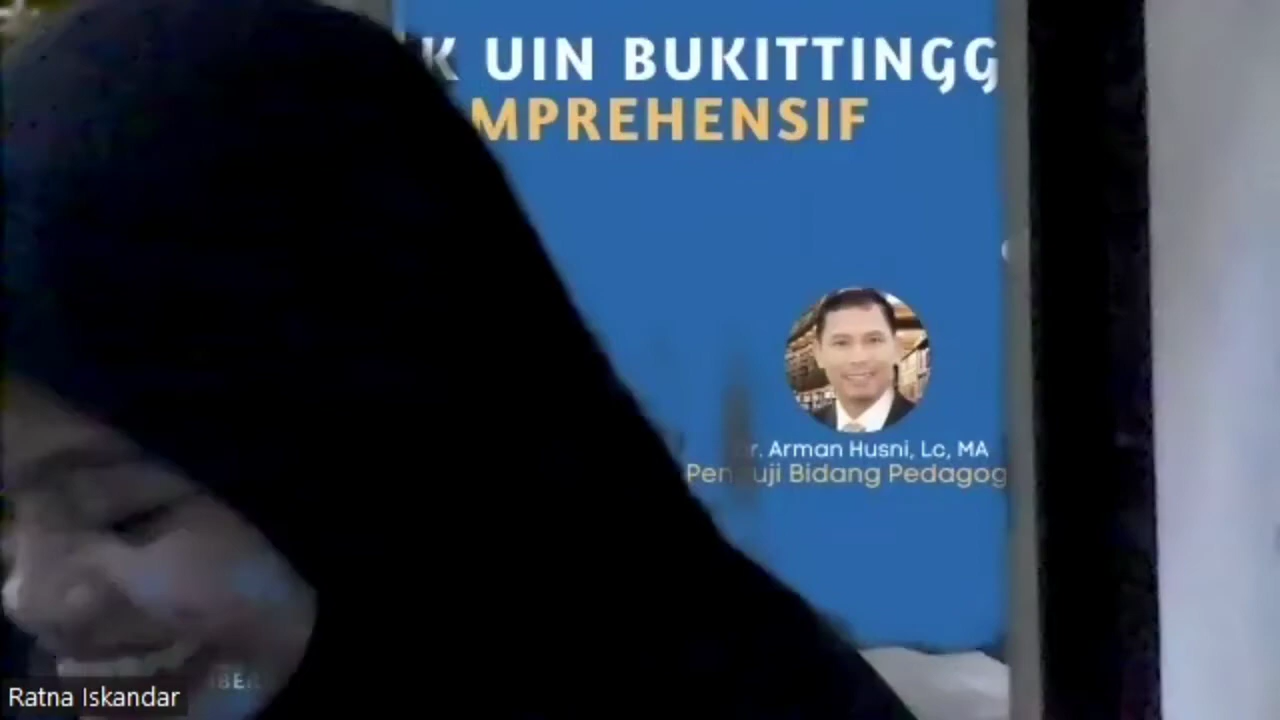 K UIN BUKITTINGG
MPREHENSIF
r. Arman Husni, Lc, MA
Pen uji Bidang Pedagog
Ratna Iskandar